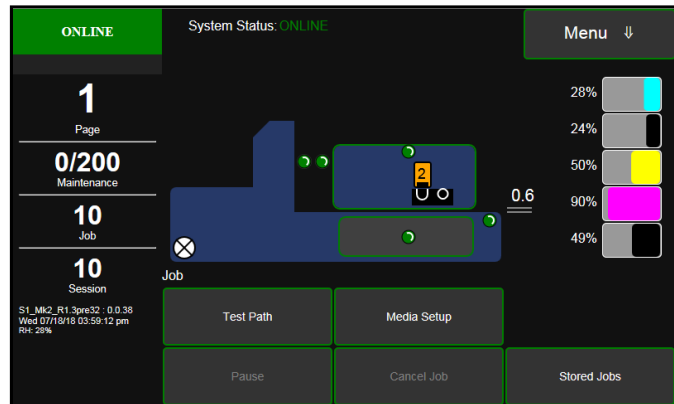 ONLINE
System Status: ONLINE
Menu ⇓
1
Page
0/200
Maintenance
10
Job
10
Session
S1_Mk2_R1.3pre32 : 0.0.38
Wed 07/18/18 03:59:12 pm
RH: 28%
2
0.6
28%
24%
50%
90%
49%
Job
Test Path
Media Setup
Pause
Cancel Job
Stored Jobs